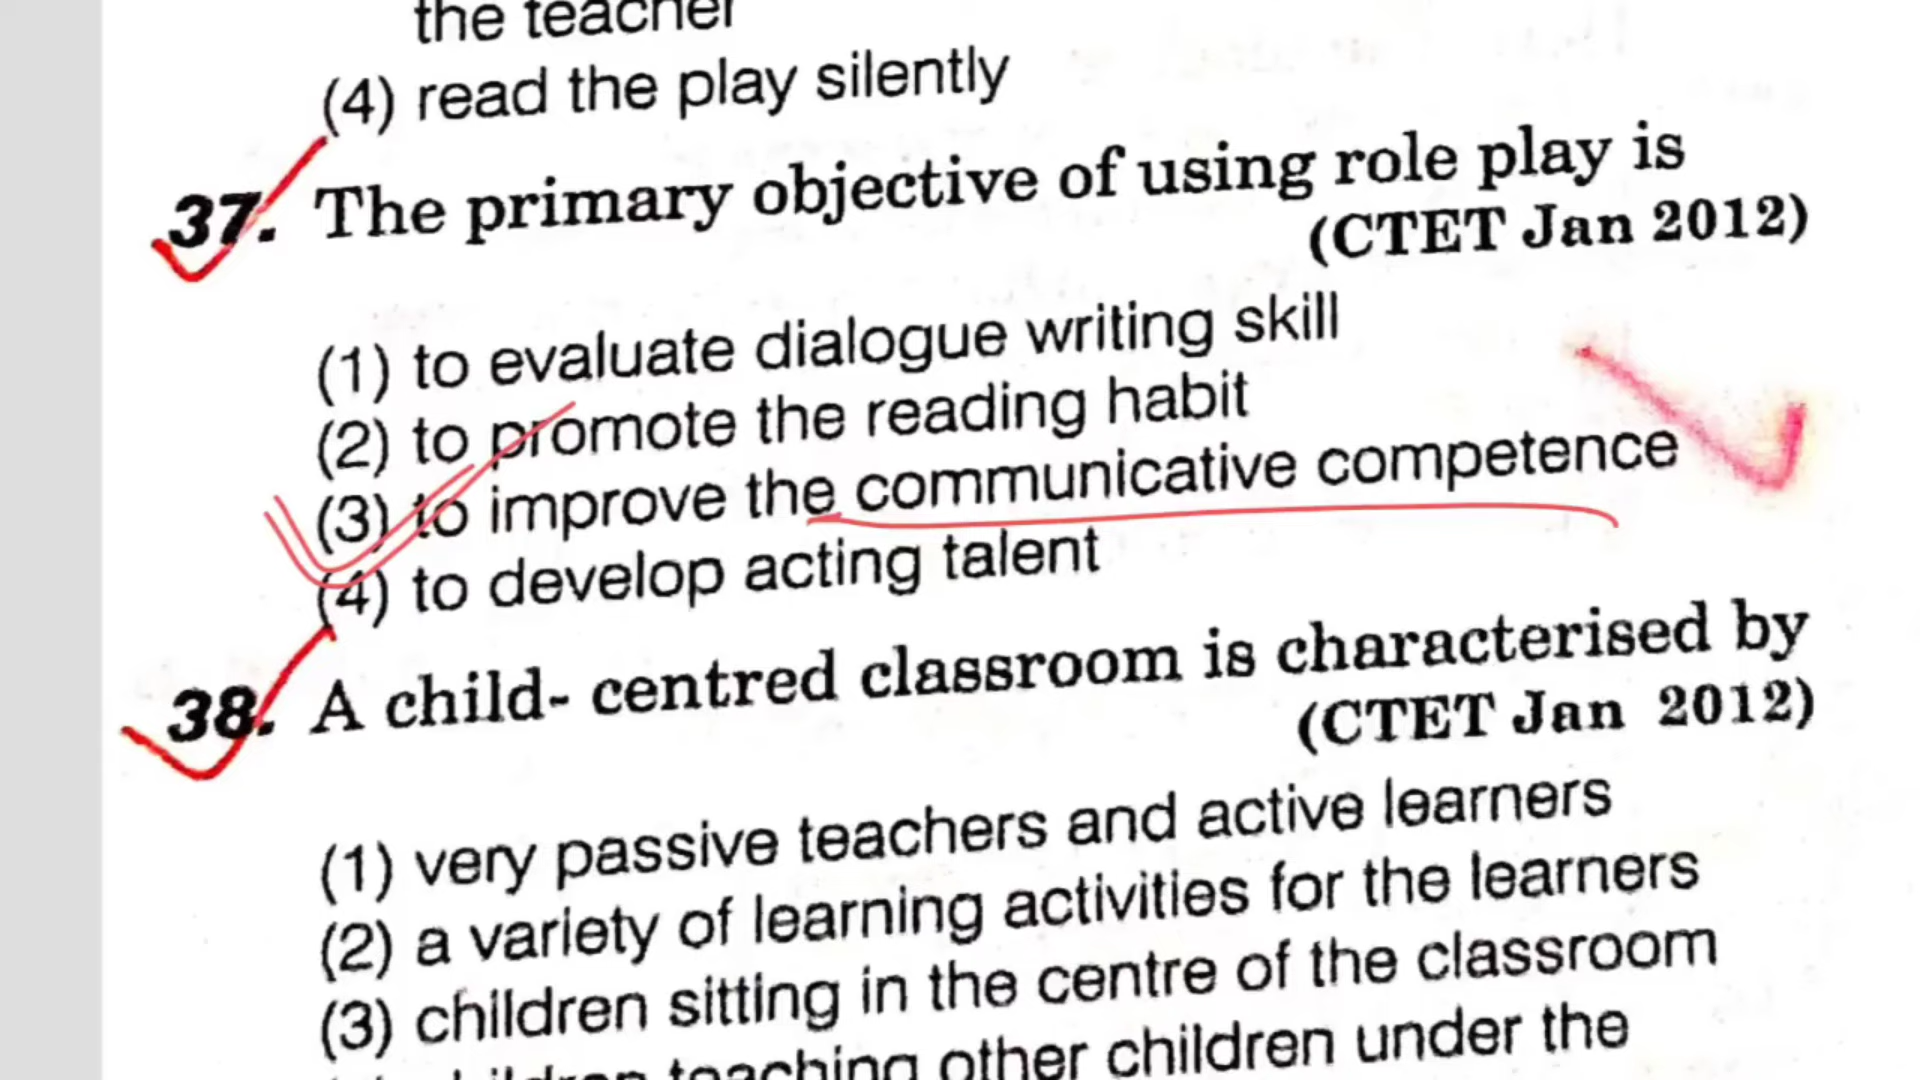 the teacher
(4) read the play silently
37. The primary objective of using role play is
(CTET Jan 2012)
(1) to evaluate dialogue writing skill
(2) to promote the reading habit
(3) to improve the communicative competence
(4) to develop acting talent
38. A child- centred classroom is characterised by
(CTET Jan 2012)
(1) very passive teachers and active learners
(2) a variety of learning activities for the learners
(3) children sitting in the centre of the classroom
children teaching other children under the